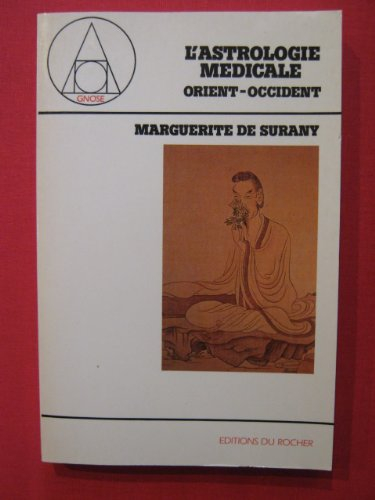 GNOSE
L'ASTROLOGIE
MEDICALE
ORIENT-OCCIDENT
MARGUERITE DE SURANY
EDITIONS DU ROCHER